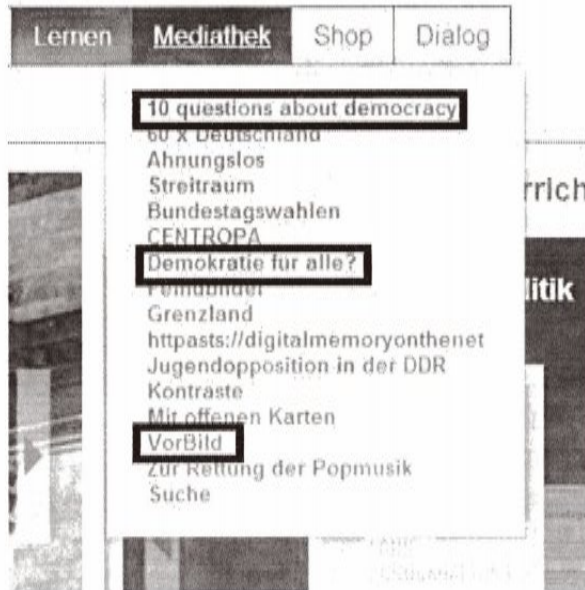 Lernen Mediathek Shop Dialog
10 questions about democracy
60 x Deutschland
Ahnungslos
Streitraum
Bundestagswahlen
CENTROPA
Demokratie für alle?
Feindbilder
Grenzland
httpasts://digitalmemoryonthenet
Jugendopposition in der DDR
Kontraste
Mit offenen Karten
VorBild
Zur Rettung der Popmusik
Suche
rrich
litik